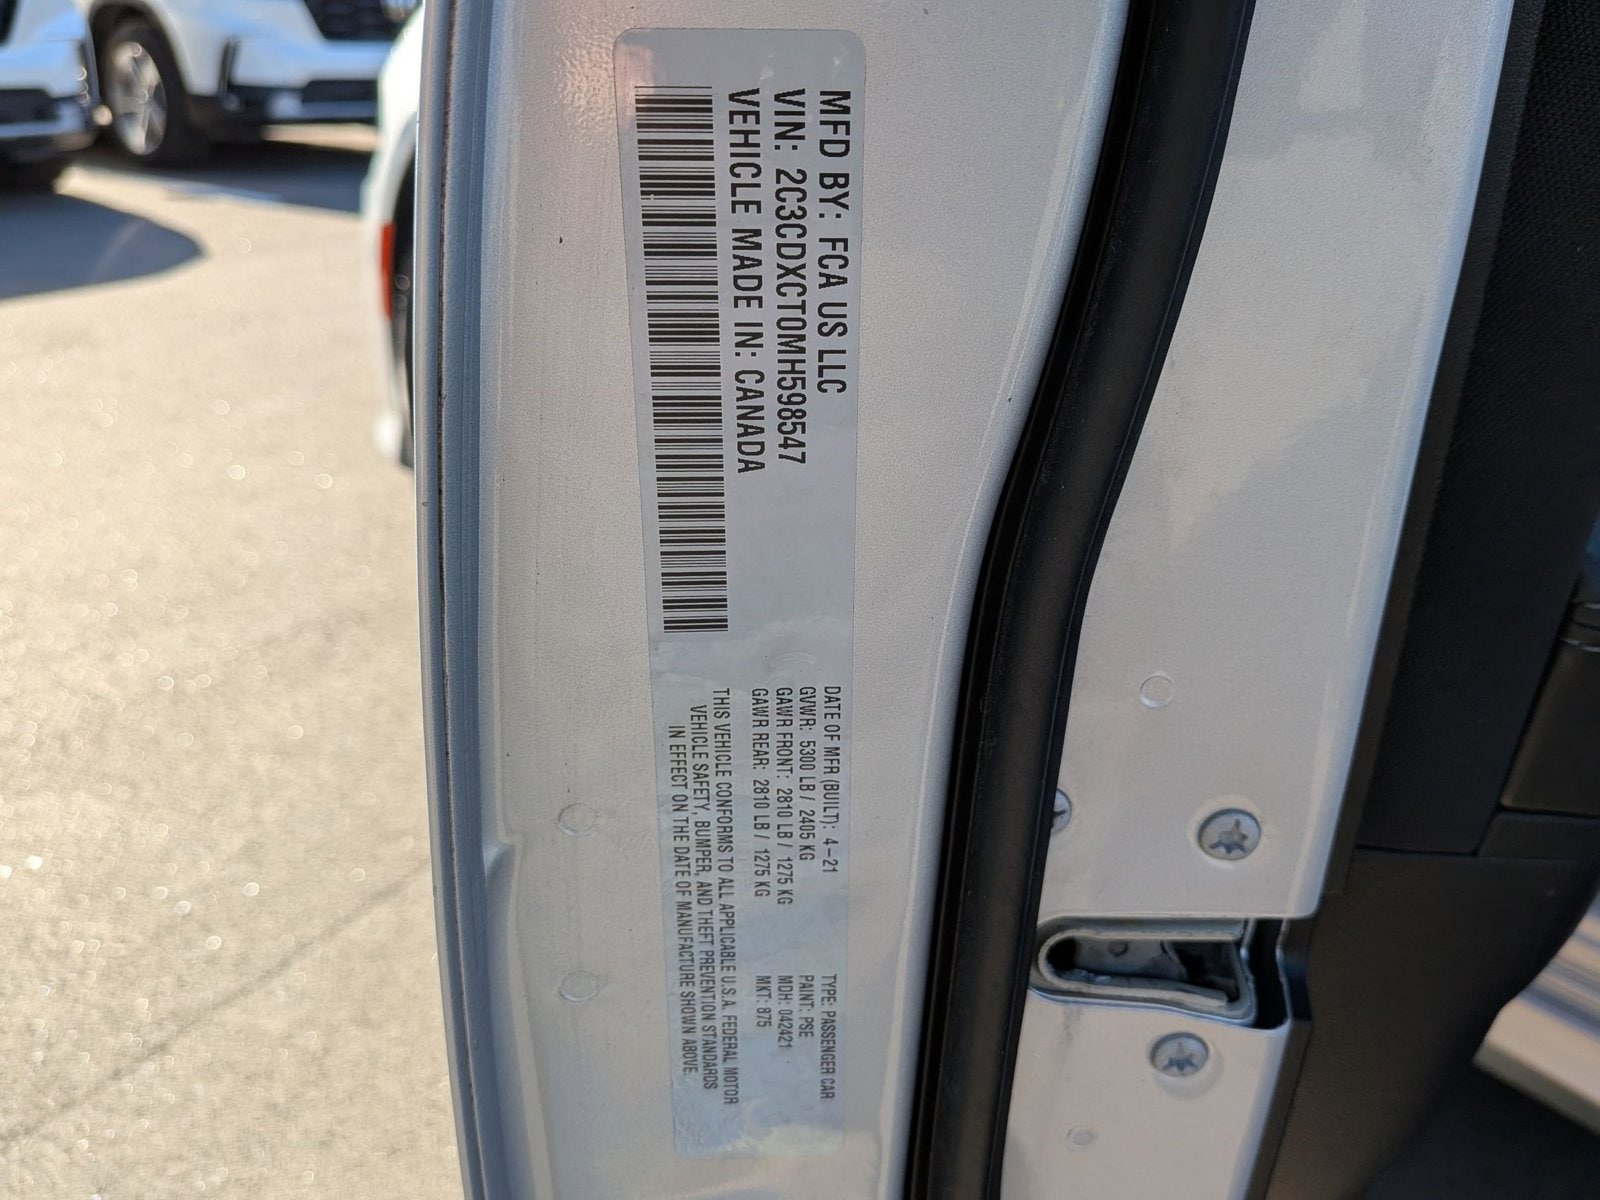 MFD BY: FCA US LLC
VIN: 2C3CDXCT0MH598547
VEHICLE MADE IN: CANADA
DATE OF MFR (BUILT): 4-21
GVWR: 5300 LB / 2405 KG
GAWR FRONT: 2810 LB / 1275 KG
GAWR REAR: 2810 LB / 1275 KG
TYPE: PASSENGER CAR
PAINT: PSE
MDH: 042421
MKT: 875
THIS VEHICLE CONFORMS TO ALL APPLICABLE U.S.A. FEDERAL MOTOR
VEHICLE SAFETY, BUMPER, AND THEFT PREVENTION STANDARDS
IN EFFECT ON THE DATE OF MANUFACTURE SHOWN ABOVE.